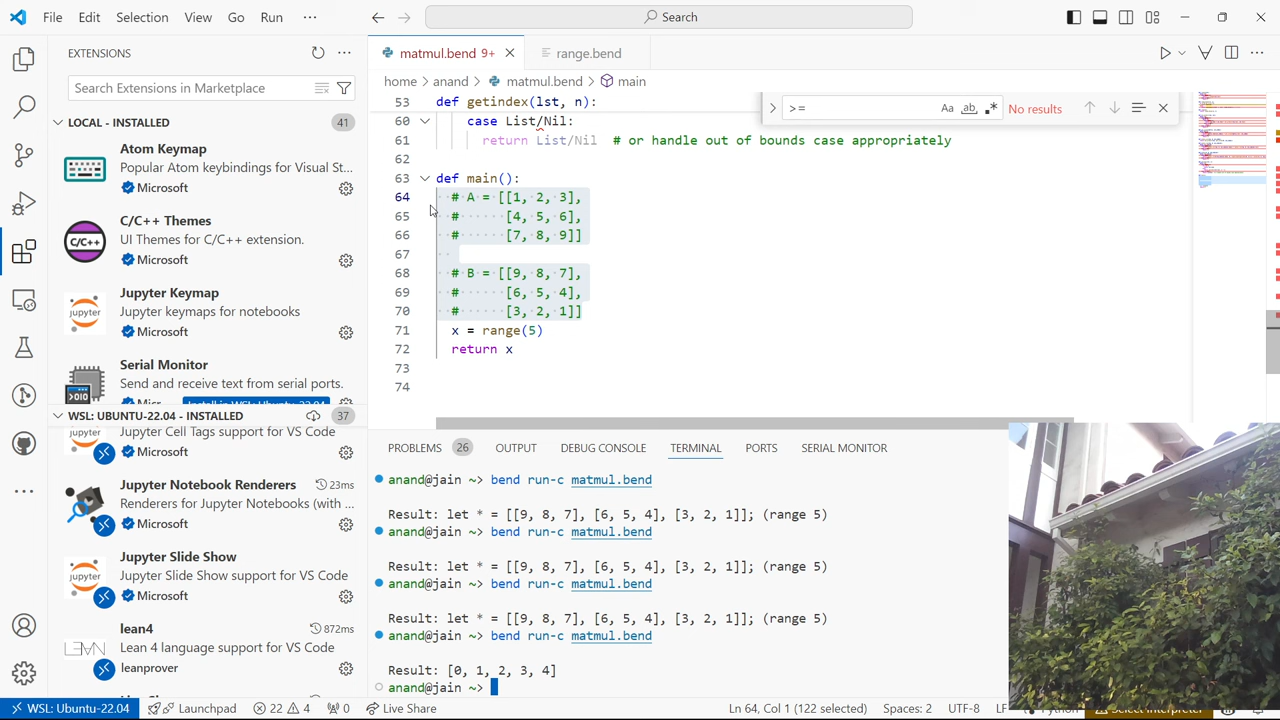 File Edit Selection View Go Run ··· Search
EXTENSIONS
Search Extensions in Marketplace
LOCAL - INSTALLED 41
Atom Keymap
Popular Atom keybindings for Visual S
Microsoft
C/C++ Themes
UI Themes for C/C++ extension.
Microsoft
Jupyter Keymap
Jupyter keymaps for notebooks
Microsoft
Serial Monitor
Send and receive text from serial ports.
WSL: UBUNTU-22.04 - INSTALLED 37
Jupyter Cell Tags support for VS Code
Microsoft
Jupyter Notebook Renderers 23ms
Renderers for Jupyter Notebooks (with ...
Microsoft
Jupyter Slide Show
Jupyter Slide Show support for VS Code
Microsoft
lean4 872ms
Lean 4 language support for VS Code
leanprover
matmul.bend 9+ range.bend
home > anand > matmul.bend > main
>= ab No results
53 def getindex(lst, n):
60 case List/Nil:
61 return List/Nil # or handle out of bounds case appropriately
62
63 def main():
64 # A = [[1, 2, 3],
65 # [4, 5, 6],
66 # [7, 8, 9]]
67
68 # B = [[9, 8, 7],
69 # [6, 5, 4],
70 # [3, 2, 1]]
71 x = range(5)
72 return x
73
74
PROBLEMS 26 OUTPUT DEBUG CONSOLE TERMINAL PORTS SERIAL MONITOR
anand@jain ~> bend run-c matmul.bend
Result: let * = [[9, 8, 7], [6, 5, 4], [3, 2, 1]]; (range 5)
anand@jain ~> bend run-c matmul.bend
Result: let * = [[9, 8, 7], [6, 5, 4], [3, 2, 1]]; (range 5)
anand@jain ~> bend run-c matmul.bend
Result: let * = [[9, 8, 7], [6, 5, 4], [3, 2, 1]]; (range 5)
anand@jain ~> bend run-c matmul.bend
Result: [0, 1, 2, 3, 4]
anand@jain ~>
WSL: Ubuntu-22.04 Launchpad 22 4 0 Live Share Ln 64, Col 1 (122 selected) Spaces: 2 UTF-8 LF Python Select Interpreter